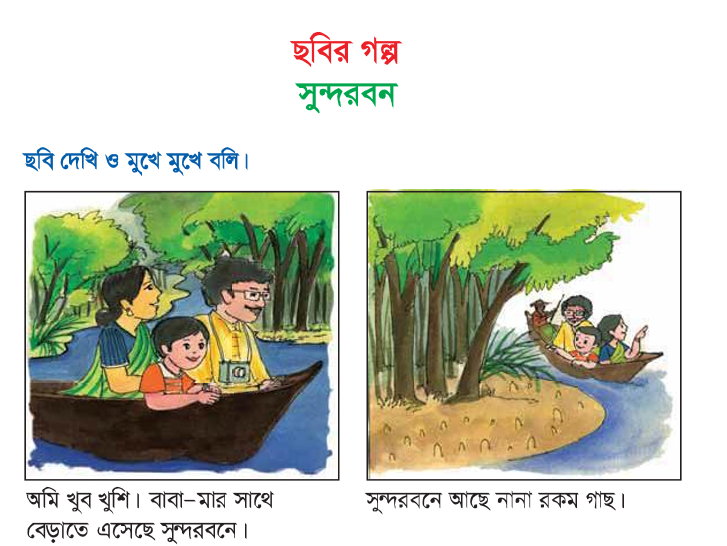 ছবির গল্প
সুন্দরবন
ছবি দেখি ও মুখে মুখে বলি।
অমি খুব খুশি। বাবা-মার সাথে
বেড়াতে এসেছে সুন্দরবনে।
সুন্দরবনে আছে নানা রকম গাছ।